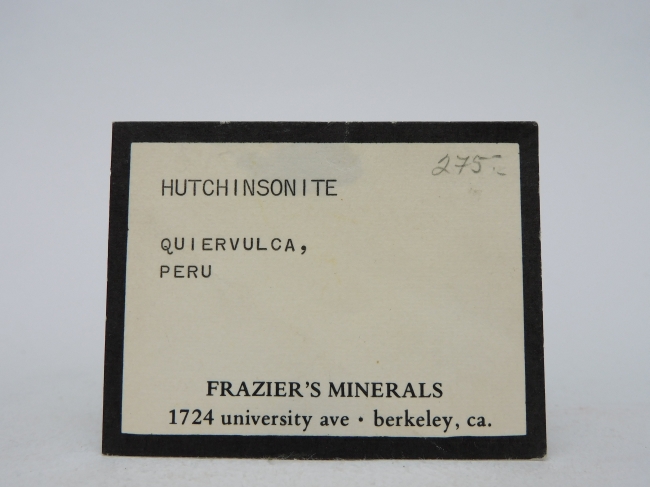 275.-
HUTCHINSONITE
QUIERVULCA,
PERU
FRAZIER'S MINERALS
1724 university ave • berkeley, ca.